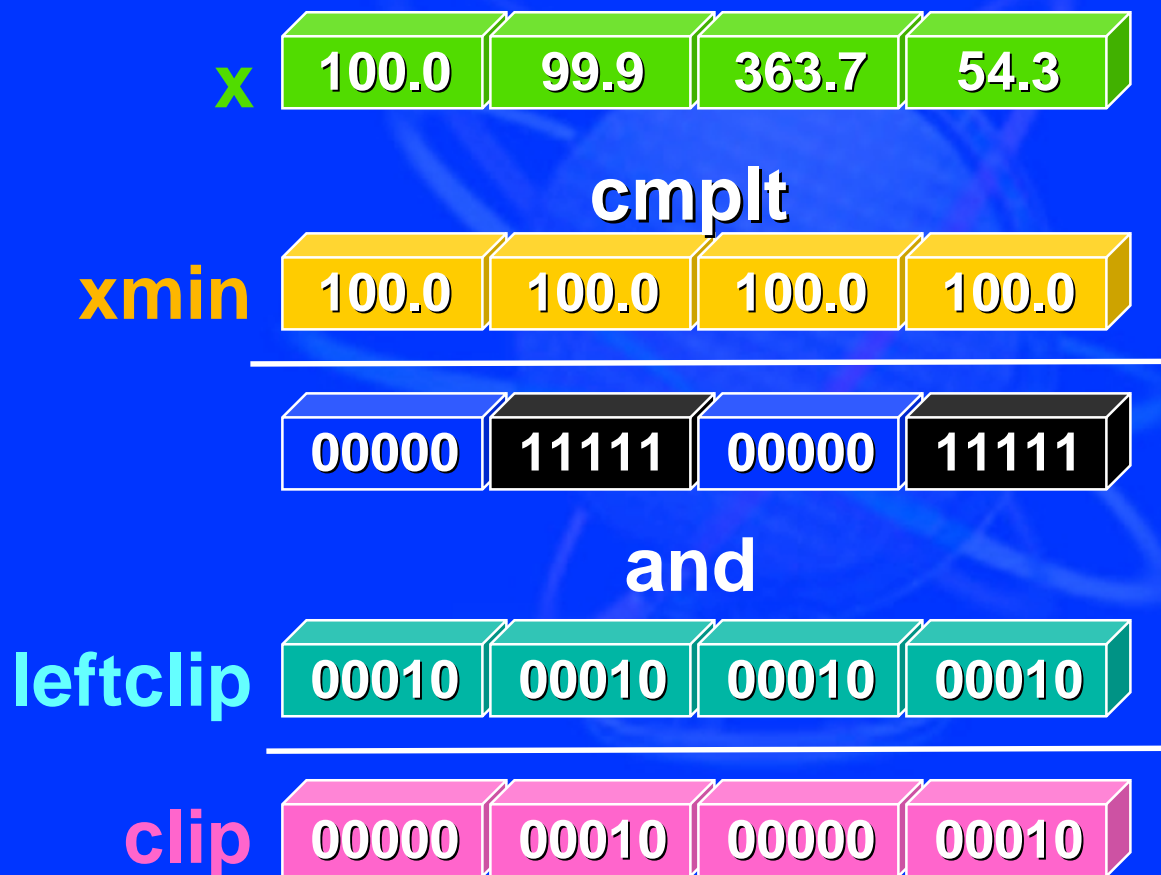 x 100.0 99.9 363.7 54.3
cmplt
xmin 100.0 100.0 100.0 100.0
00000 11111 00000 11111
and
leftclip 00010 00010 00010 00010
clip 00000 00010 00000 00010